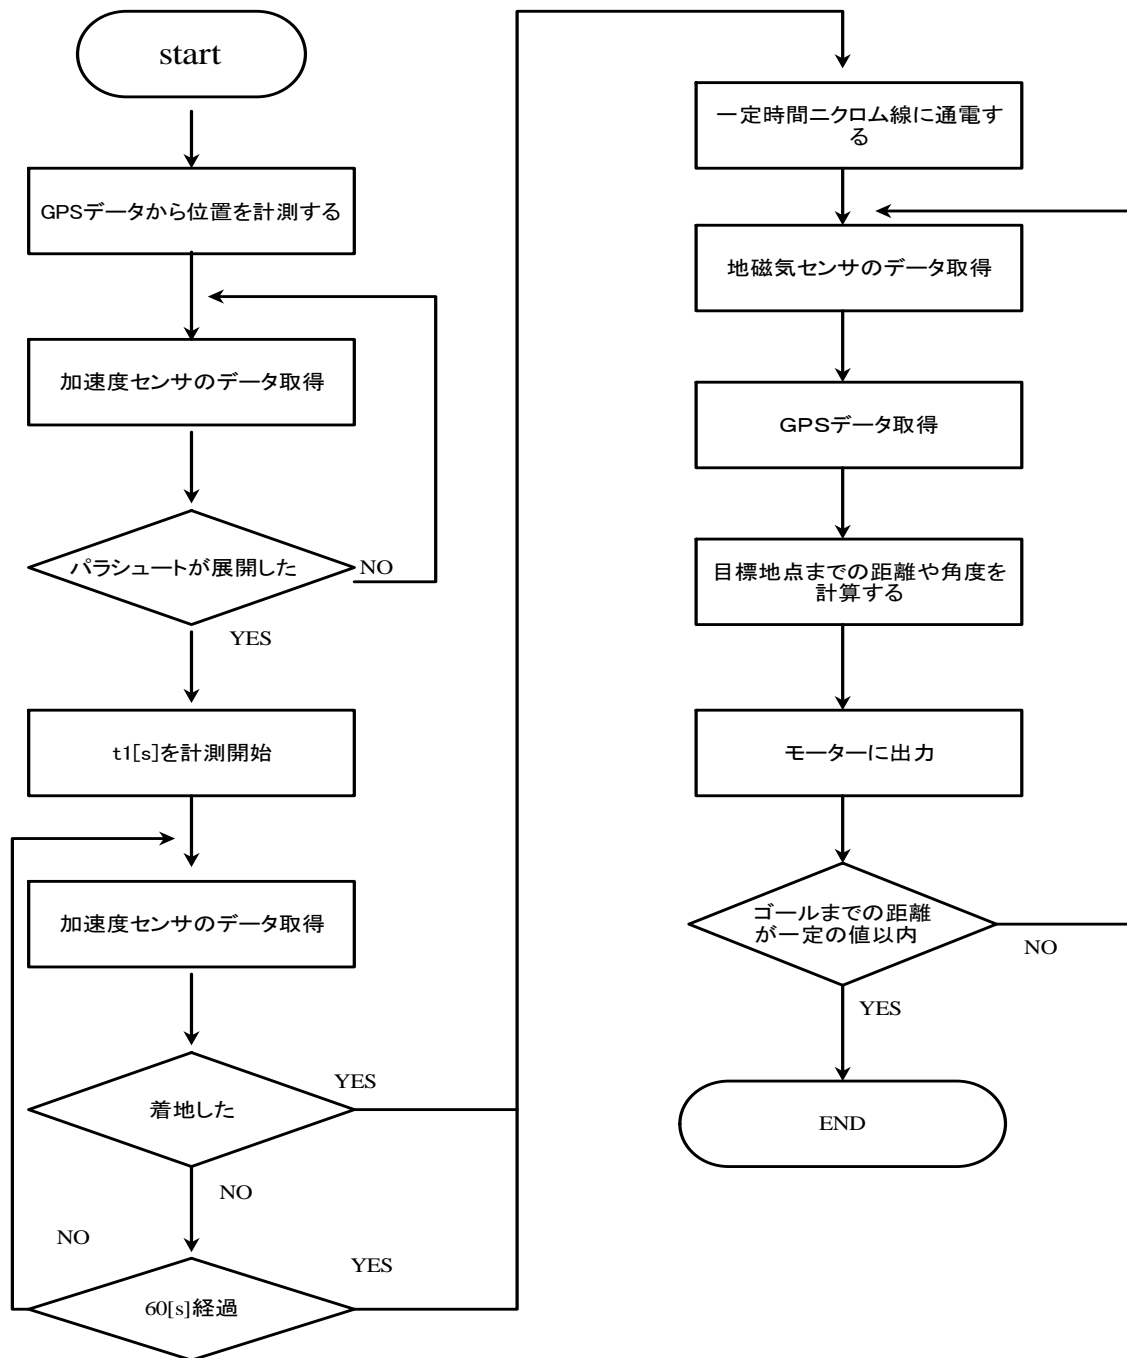 start
GPSデータから位置を計測する
加速度センサのデータ取得
パラシュートが展開した
NO
YES
t1[s]を計測開始
加速度センサのデータ取得
着地した
YES
NO
NO
YES
60[s]経過
一定時間ニクロム線に通電す
る
地磁気センサのデータ取得
GPSデータ取得
目標地点までの距離や角度を
計算する
モーターに出力
ゴールまでの距離
が一定の値以内
NO
YES
END